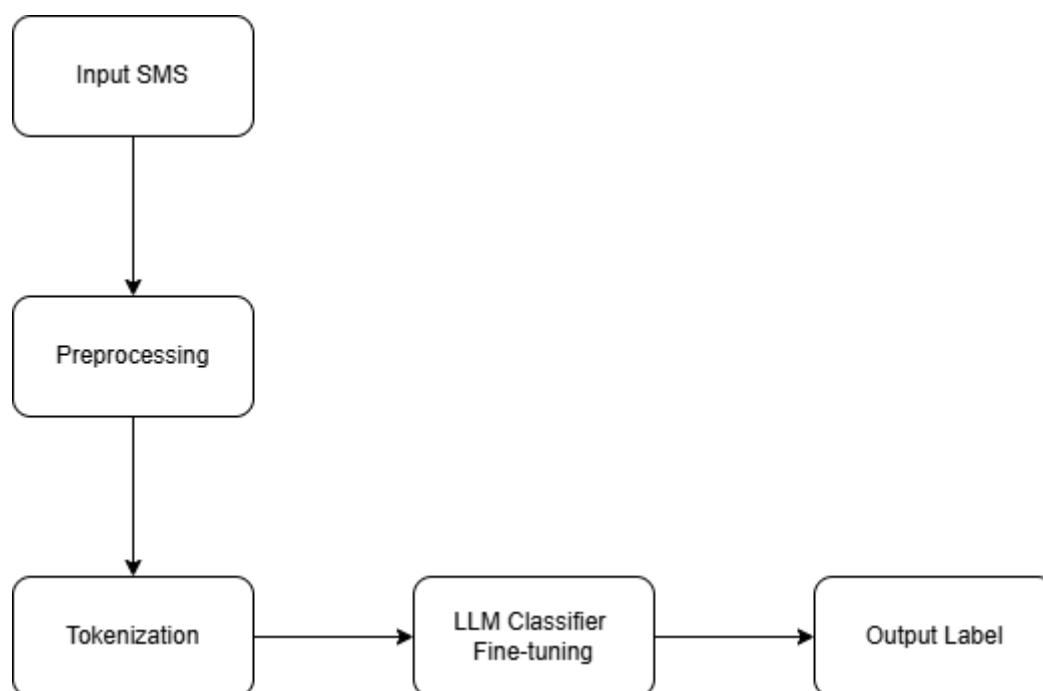 Input SMS
Preprocessing
Tokenization
LLM Classifier
Fine-tuning
Output Label